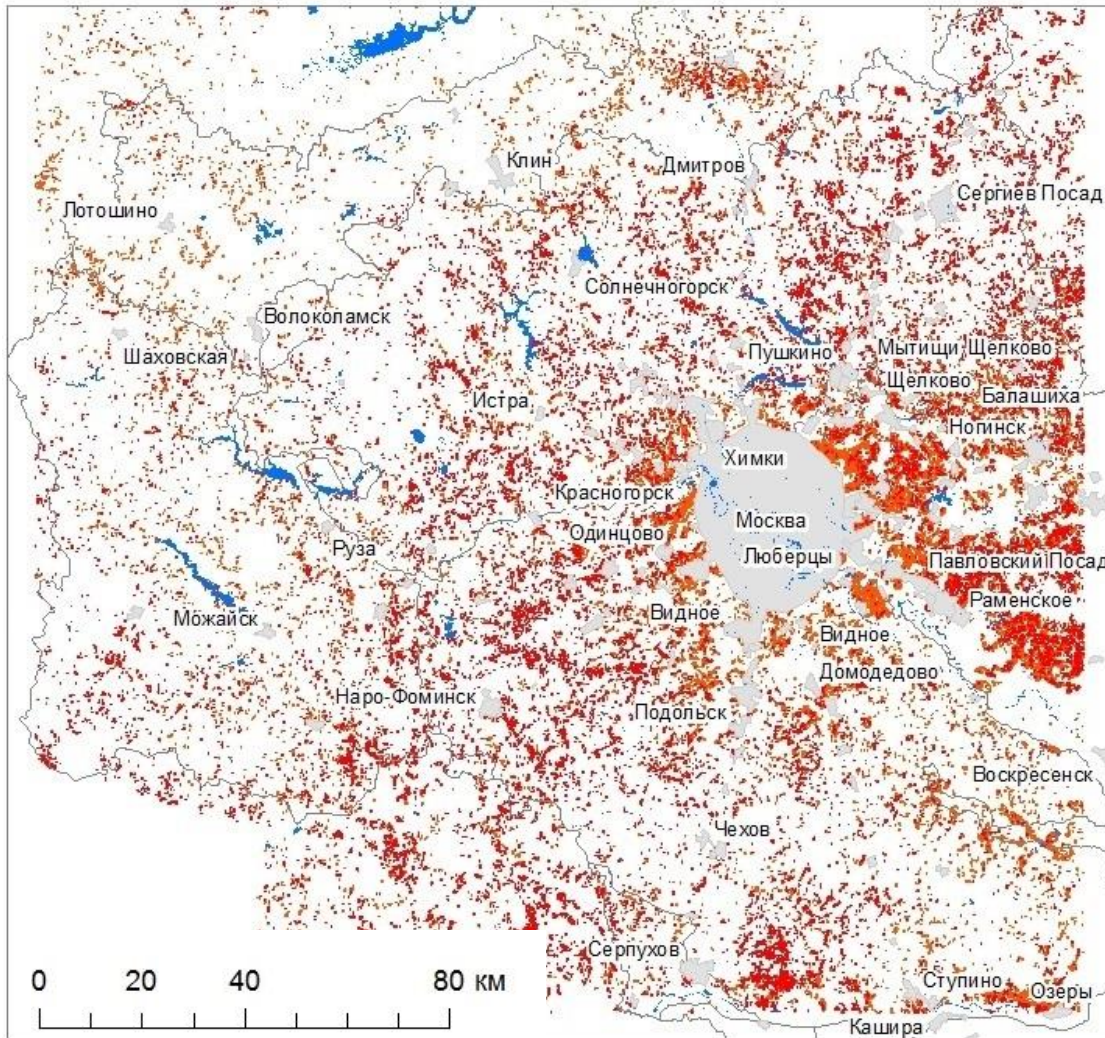 Клин
Дмитров
Сергиев Посад
Лотошино
Солнечногорск
Волоколамск
Шаховская
Пушкино
Мытищи Щелково
Щелково
Балашиха
Истра
Ногинск
Химки
Красногорск
Москва
Одинцово
Люберцы
Руза
Павловский Посад
Раменское
Можайск
Видное
Видное
Домодедово
Наро-Фоминск
Подольск
Воскресенск
Чехов
Серпухов
Ступино
Озеры
Кашира
0 20 40 80 км